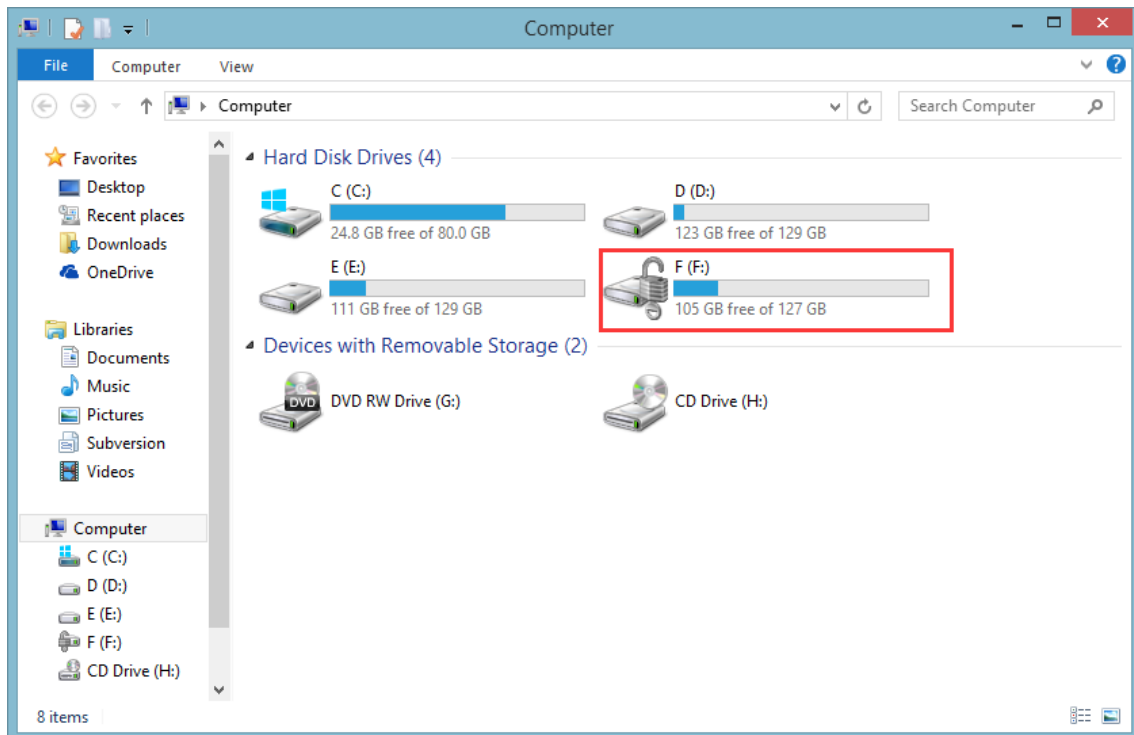 Computer
File Computer View
Computer
Search Computer
Favorites
Desktop
Recent places
Downloads
OneDrive
Libraries
Documents
Music
Pictures
Subversion
Videos
Computer
C (C:)
D (D:)
E (E:)
F (F:)
CD Drive (H:)
Hard Disk Drives (4)
C (C:)
24.8 GB free of 80.0 GB
D (D:)
123 GB free of 129 GB
E (E:)
111 GB free of 129 GB
F (F:)
105 GB free of 127 GB
Devices with Removable Storage (2)
DVD
DVD RW Drive (G:)
CD Drive (H:)
8 items